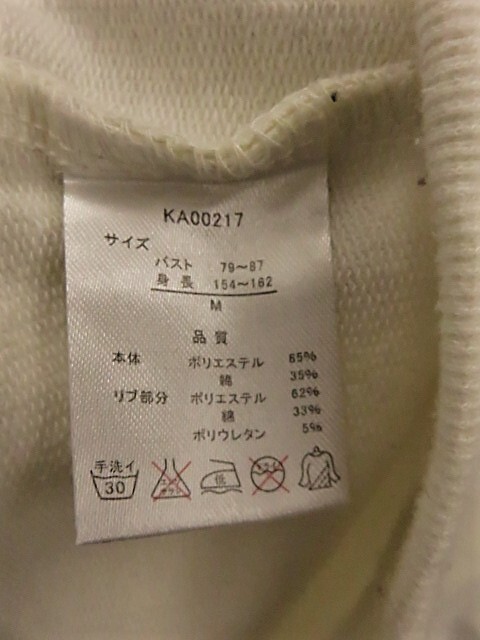 KA00217
サイズ
バスト 79〜87
身長 154〜162
M
品質
本体 ポリエステル 65%
綿 35%
リブ部分 ポリエステル 62%
綿 33%
ポリウレタン 5%
手洗イ
30
低